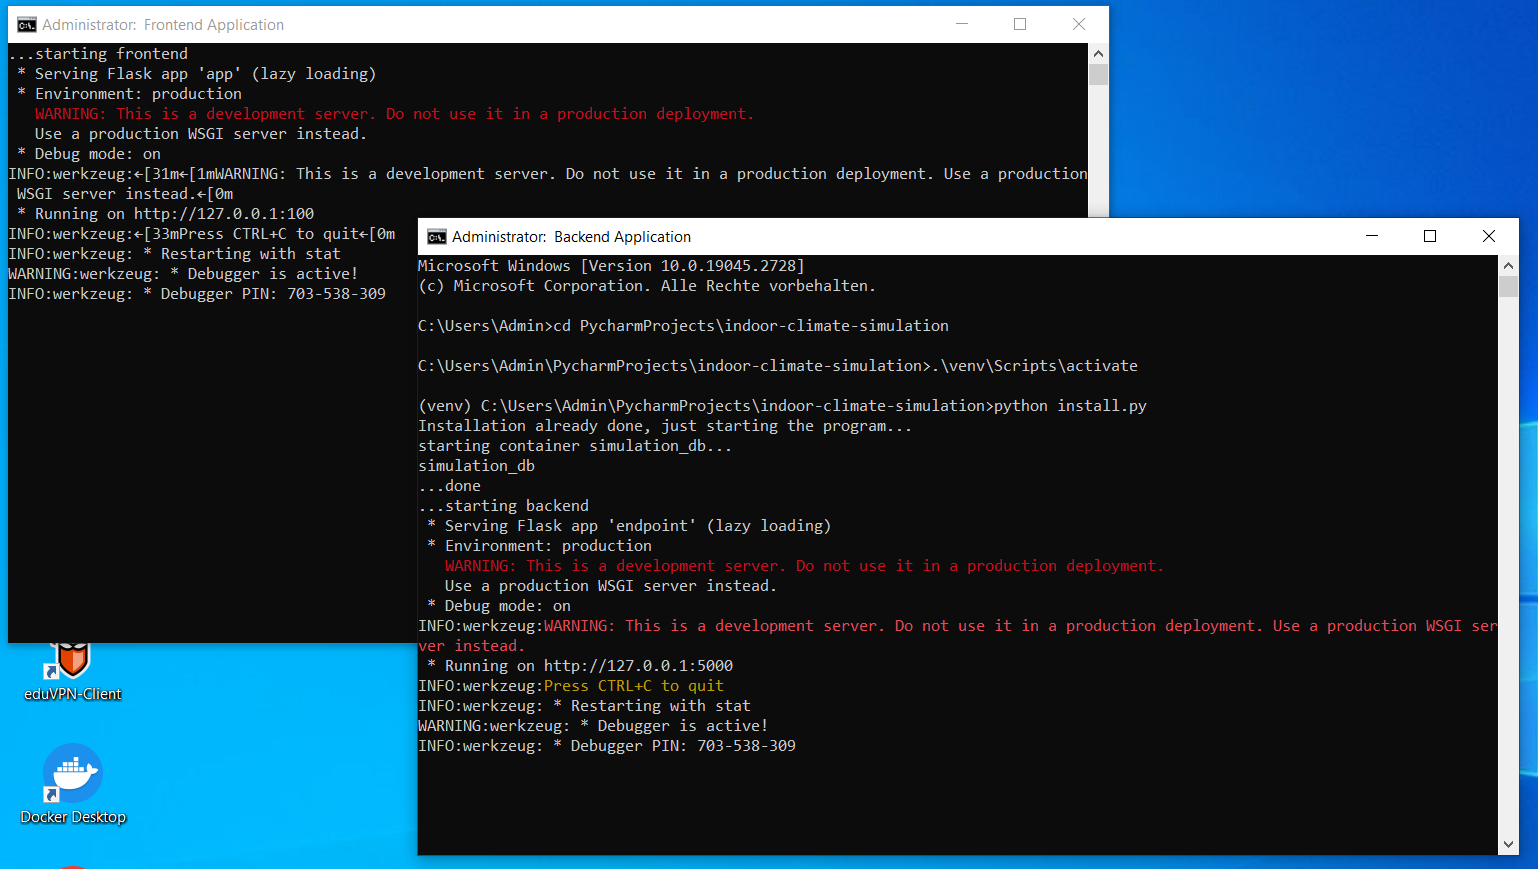 Administrator:  Frontend Application
...starting frontend
 * Serving Flask app 'app' (lazy loading)
 * Environment: production
   WARNING: This is a development server. Do not use it in a production deployment.
   Use a production WSGI server instead.
 * Debug mode: on
INFO:werkzeug:←[31m←[1mWARNING: This is a development server. Do not use it in a production deployment. Use a production
 WSGI server instead.←[0m
 * Running on http://127.0.0.1:100
INFO:werkzeug:←[33mPress CTRL+C to quit←[0m
INFO:werkzeug: * Restarting with stat
WARNING:werkzeug: * Debugger is active!
INFO:werkzeug: * Debugger PIN: 703-538-309
Administrator:  Backend Application
Microsoft Windows [Version 10.0.19045.2728]
(c) Microsoft Corporation. Alle Rechte vorbehalten.
C:\Users\Admin>cd PycharmProjects\indoor-climate-simulation
C:\Users\Admin\PycharmProjects\indoor-climate-simulation>.\venv\Scripts\activate
(venv) C:\Users\Admin\PycharmProjects\indoor-climate-simulation>python install.py
Installation already done, just starting the program...
starting container simulation_db...
simulation_db
...done
...starting backend
 * Serving Flask app 'endpoint' (lazy loading)
 * Environment: production
   WARNING: This is a development server. Do not use it in a production deployment.
   Use a production WSGI server instead.
 * Debug mode: on
INFO:werkzeug:WARNING: This is a development server. Do not use it in a production deployment. Use a production WSGI ser
ver instead.
 * Running on http://127.0.0.1:5000
INFO:werkzeug:Press CTRL+C to quit
INFO:werkzeug: * Restarting with stat
WARNING:werkzeug: * Debugger is active!
INFO:werkzeug: * Debugger PIN: 703-538-309
eduVPN-Client
Docker Desktop